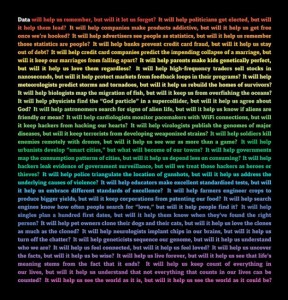 Data will help us remember, but will it let us forget? It will help politicians get elected, but will
it help them lead? It will help companies make products addictive, but will it help us get free
once we're hooked? It will help advertisers see people as statistics, but will it help us remember
those statistics are people? It will help banks prevent credit card fraud, but will it help us stay
out of debt? It will help credit card companies predict the impending collapse of a marriage, but
will it keep our marriages from falling apart? It will help parents make kids genetically perfect,
but will it help us love them regardless? It will help high-frequency traders sell stocks in
nanoseconds, but will it help protect markets from feedback loops in their programs? It will help
meteorologists predict storms and tornadoes, but will it help us rebuild the homes of survivors?
It will help biologists map the migration of fish, but will it keep us from overfishing the oceans?
It will help physicists find the "God particle" in a supercollider, but will it help us agree about
God? It will help astronomers search for signs of alien life, but will it help us know if aliens are
friendly or mean? It will help cardiologists monitor pacemakers with WiFi connections, but will
it keep hackers from hacking our hearts? It will help virologists publish the genomes of major
diseases, but will it keep terrorists from developing weaponized strains? It will help soldiers kill
enemies remotely with drones, but will it help us see war as more than a game? It will help
urbanists develop "smart cities," but what will become of our towns? It will help governments
map the consumption patterns of cities, but will it help us depend less on consuming? It will help
hackers leak evidence of government surveillance, but will we treat those hackers as heroes or
thieves? It will help police triangulate the location of gunshots, but will it help us address the
underlying causes of violence? It will help educators make excellent standardized tests, but will it
help us embrace different standards of excellence? It will help farmers engineer crops to
produce bigger yields, but will it keep corporations from patenting our food? It will help search
engines know how often people search for "love," but will it help people find it? It will help
singles plan a hundred first dates, but will it help them know when they've found the right
person? It will help pet owners clone their dogs and their cats, but will it help us love the clones
as much as the cloned? It will help neurologists implant chips in our brains, but will it help us
turn off the chatter? It will help geneticists sequence our genome, but will it help us understand
who we are? It will help us feel connected, but will it help us feel loved? It will help us uncover
the facts, but will it help us be wise? It will help us live forever, but will it help us see that life's
meaning stems from the fact that it ends? It will help us keep count of everything in
our lives, but will it help us understand that not everything that counts in our lives can be
counted? It will help us see the world as it is, but will it help us see the world as it could be?